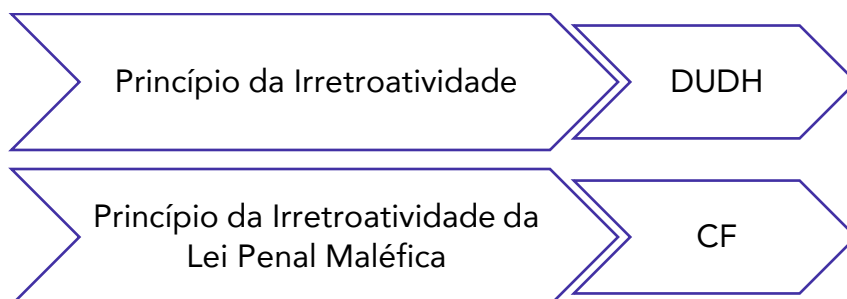 Princípio da Irretroatividade
DUDH
Princípio da Irretroatividade da
Lei Penal Maléfica
CF